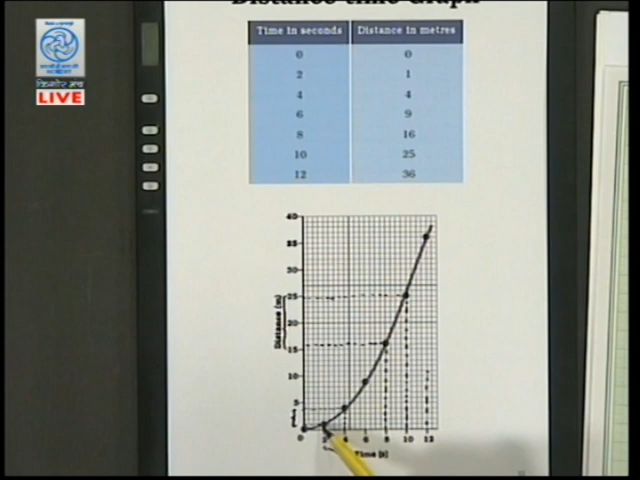 Distance time Graph
Time in seconds Distance in metres
0 0
2 1
4 4
6 9
8 16
10 25
12 36
किशोर मंच
LIVE
40
35
30
25
20
15
10
5
0 2 4 6 8 10 12
Distance (m)
Time (s)